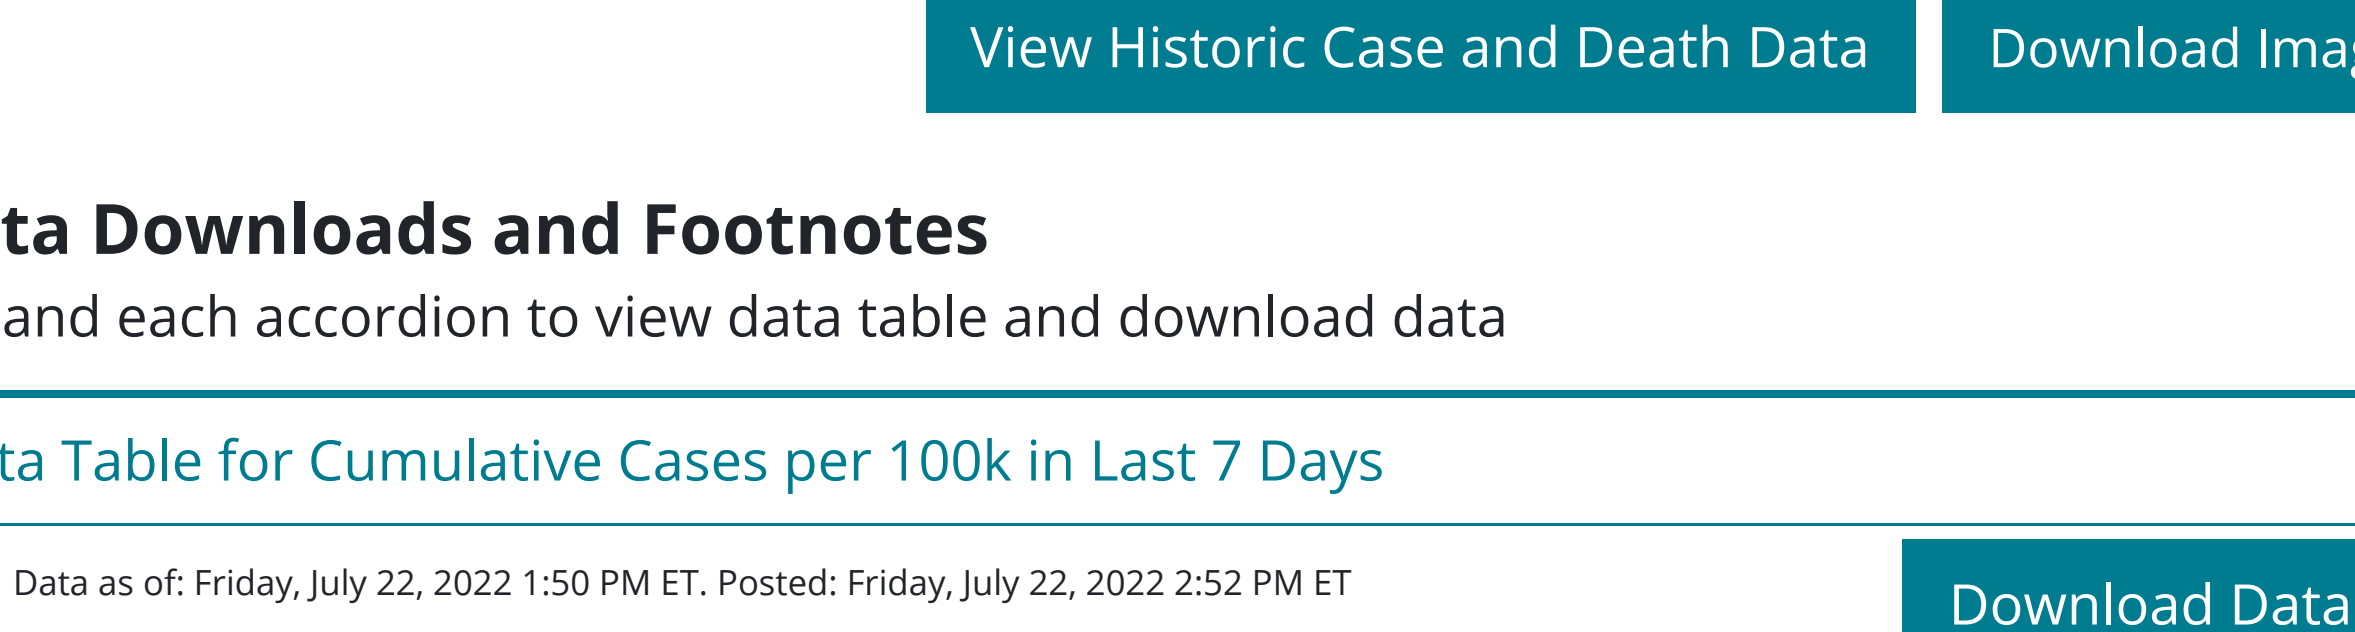 View Historic Case and Death Data
Download Imag
ta Downloads and Footnotes
and each accordion to view data table and download data
ta Table for Cumulative Cases per 100k in Last 7 Days
Data as of: Friday, July 22, 2022 1:50 PM ET. Posted: Friday, July 22, 2022 2:52 PM ET
Download Data